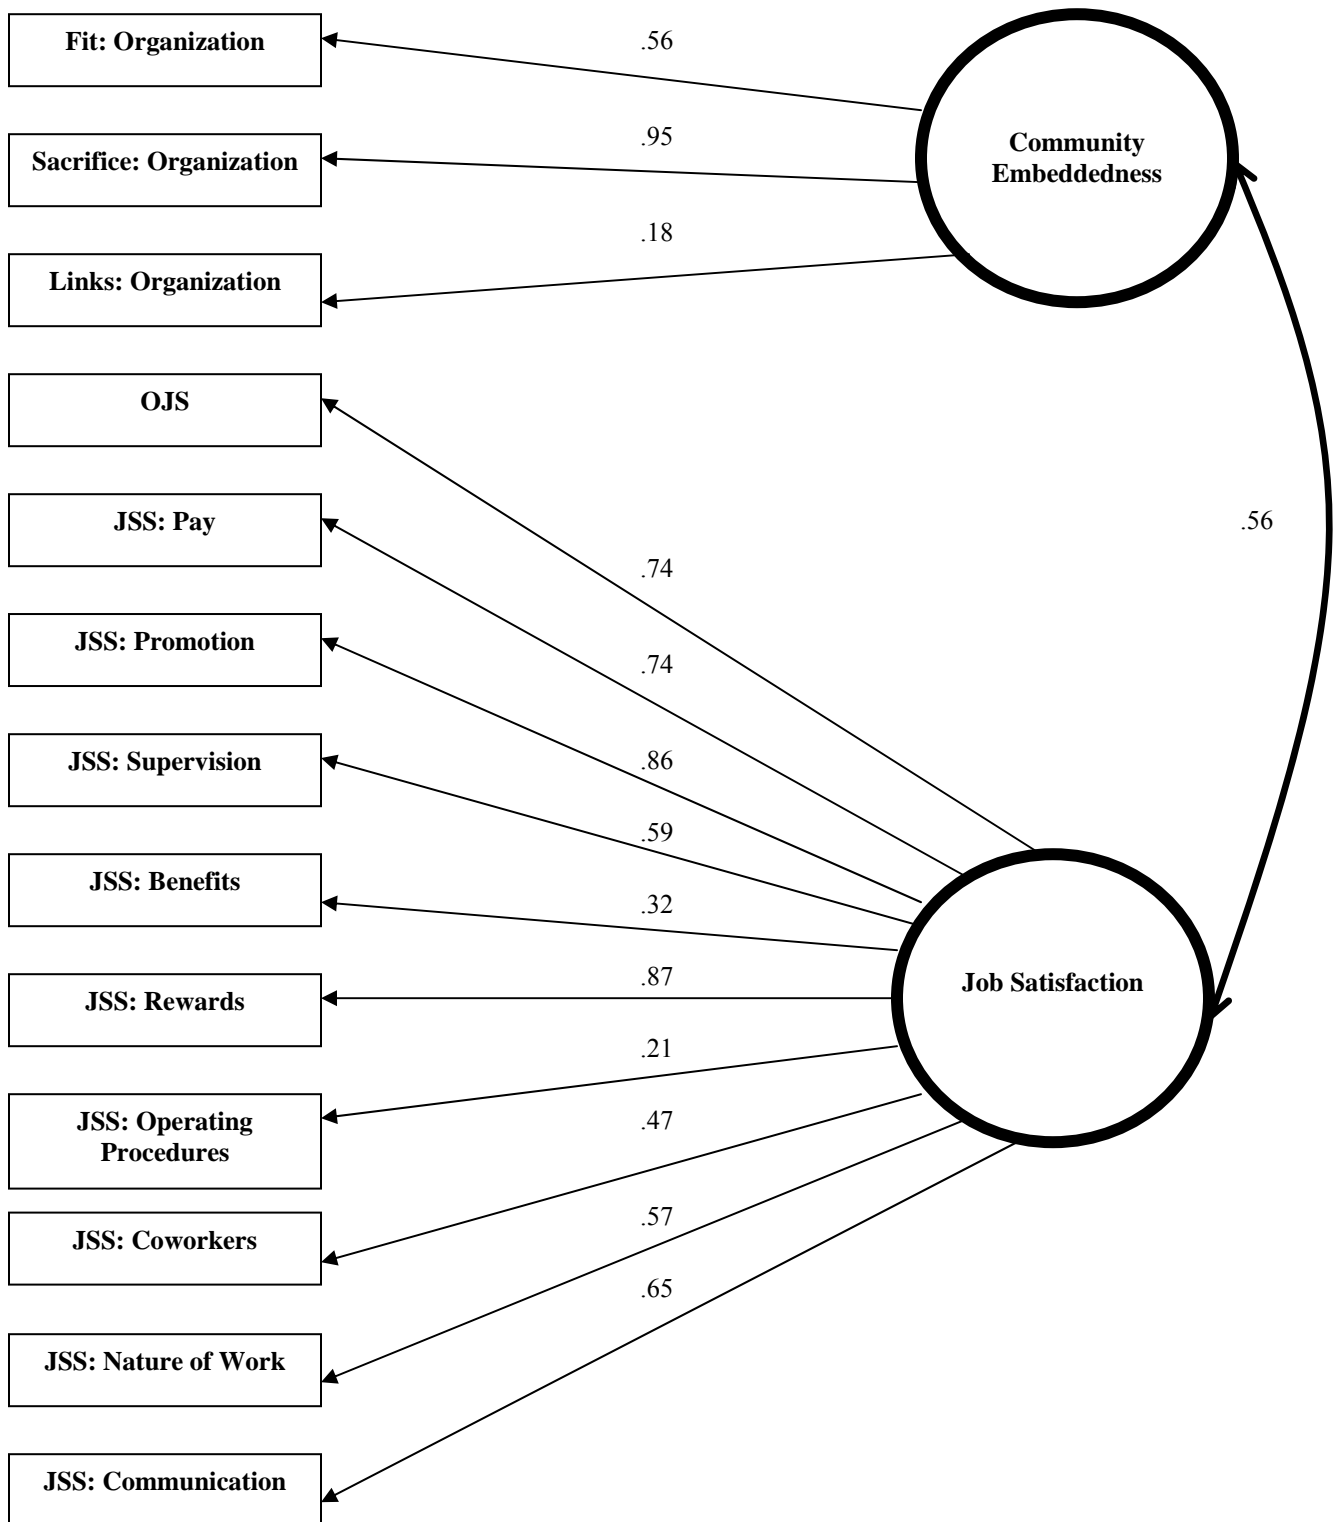 Fit: Organization
.56
Community
Embeddedness
Sacrifice: Organization
.95
Links: Organization
.18
OJS
.74
JSS: Pay
.74
.56
JSS: Promotion
.86
JSS: Supervision
.59
JSS: Benefits
.32
Job Satisfaction
JSS: Rewards
.87
JSS: Operating
Procedures
.21
JSS: Coworkers
.47
JSS: Nature of Work
.57
JSS: Communication
.65